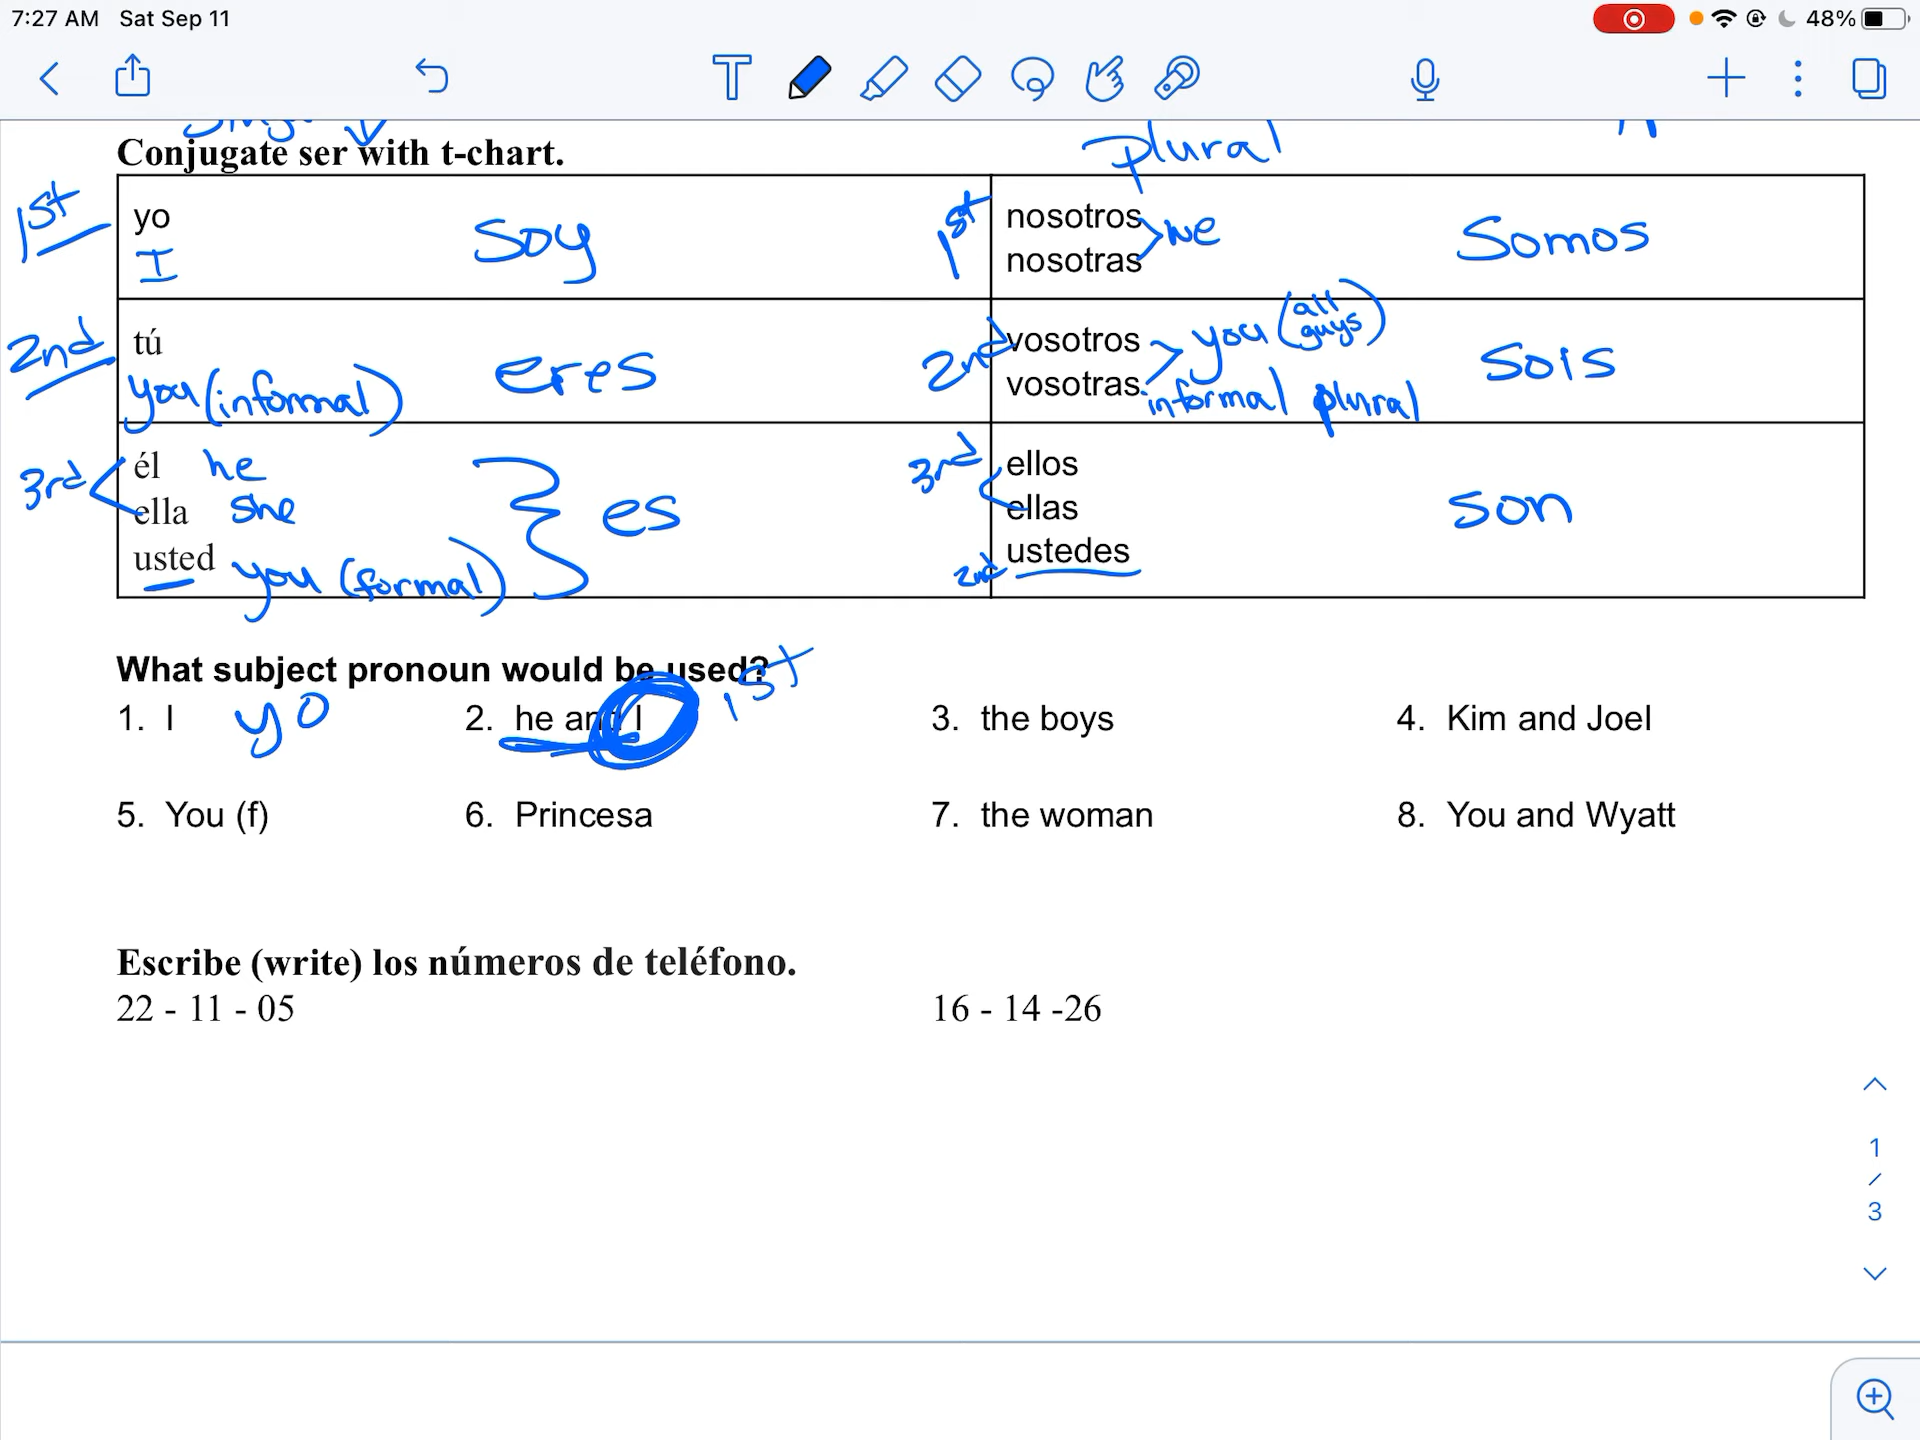 7:27 AM Sat Sep 11 48%
plural
Conjugate ser with t-chart.
1st yo soy 1st nosotros we somos
I nosotras
2nd tú eres 2nd vosotros you (all guys) sois
you (informal) vosotras informal plural
3rd él he es 3rd ellos son
ella she ellas
usted you (formal) 2nd ustedes
What subject pronoun would be used?
1. I yo 2. he and I 1st 3. the boys 4. Kim and Joel
5. You (f) 6. Princesa 7. the woman 8. You and Wyatt
Escribe (write) los números de teléfono.
22 - 11 - 05 16 - 14 -26
1
/
3